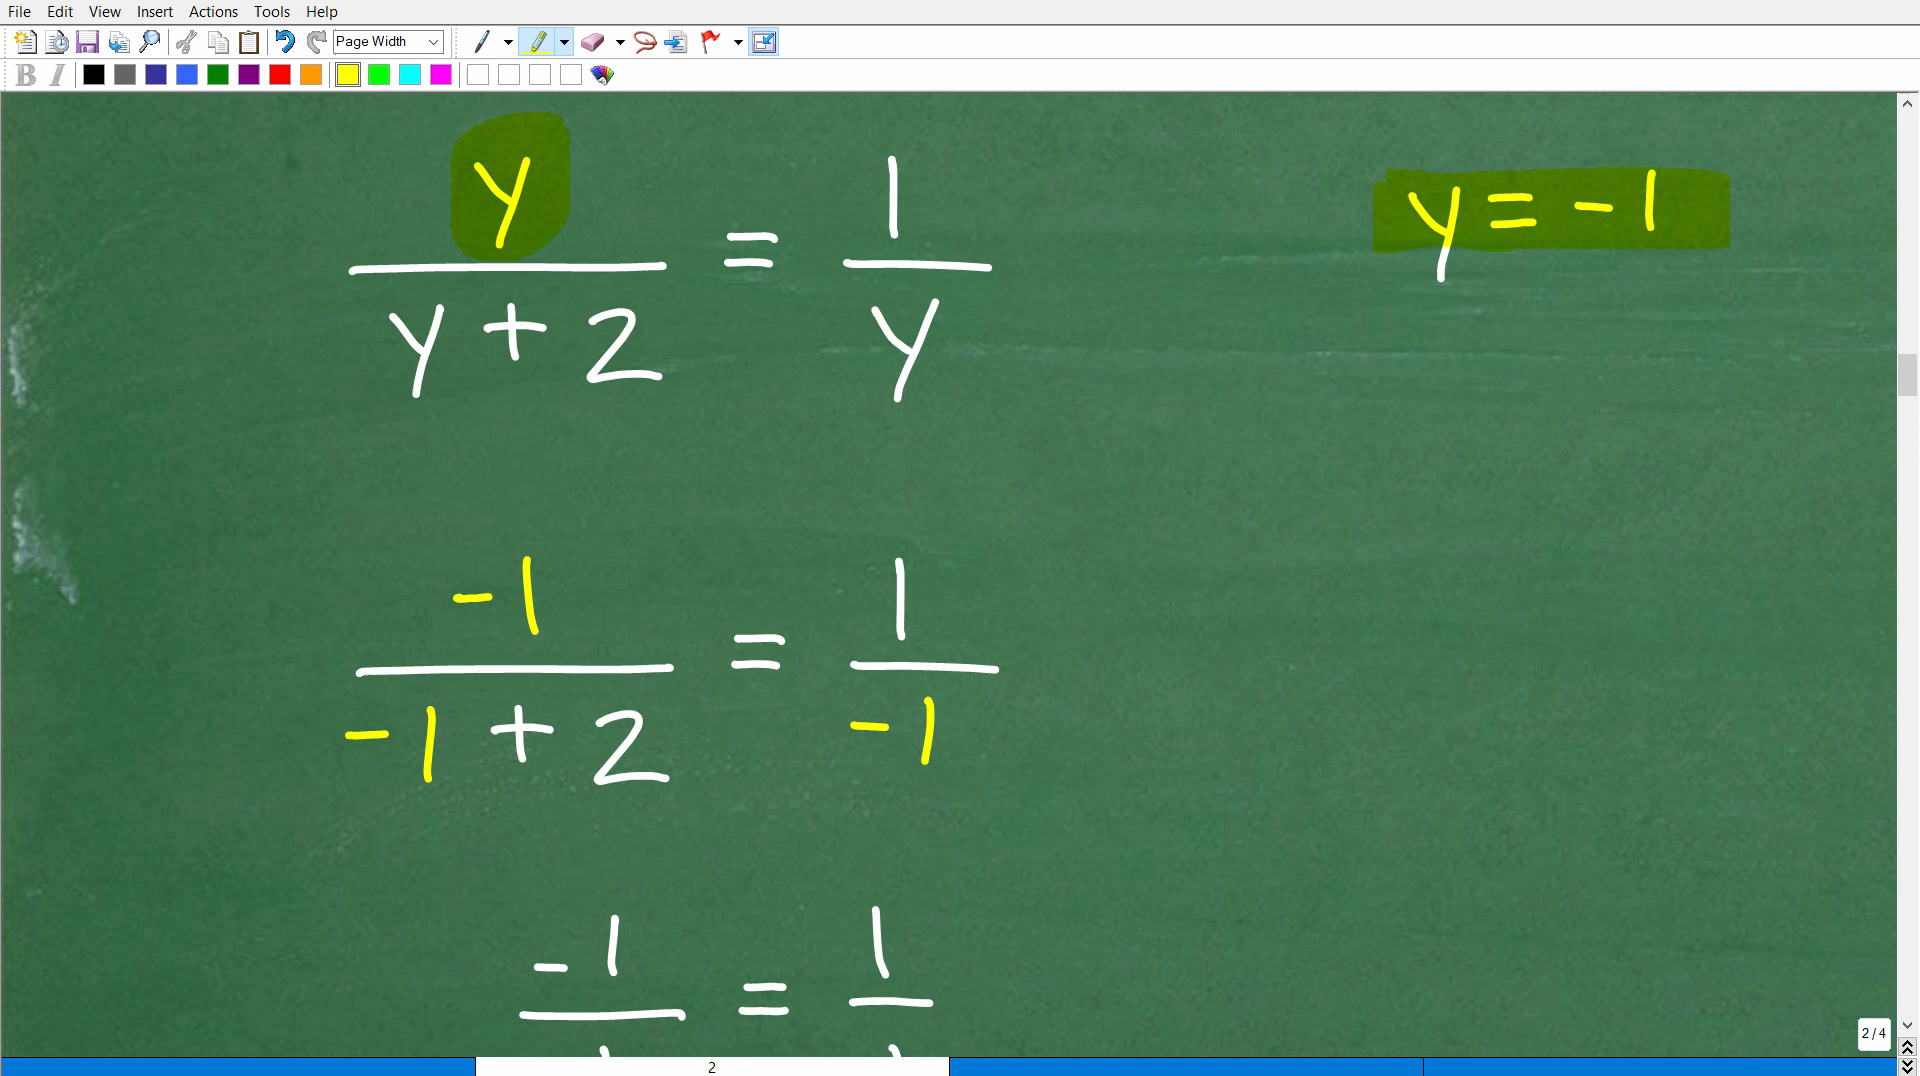 File Edit View Insert Actions Tools Help
Page Width
B I
y = 1 y = -1
y + 2 y
-1 = 1
-1 + 2 -1
-1 = 1
2 / 4
2